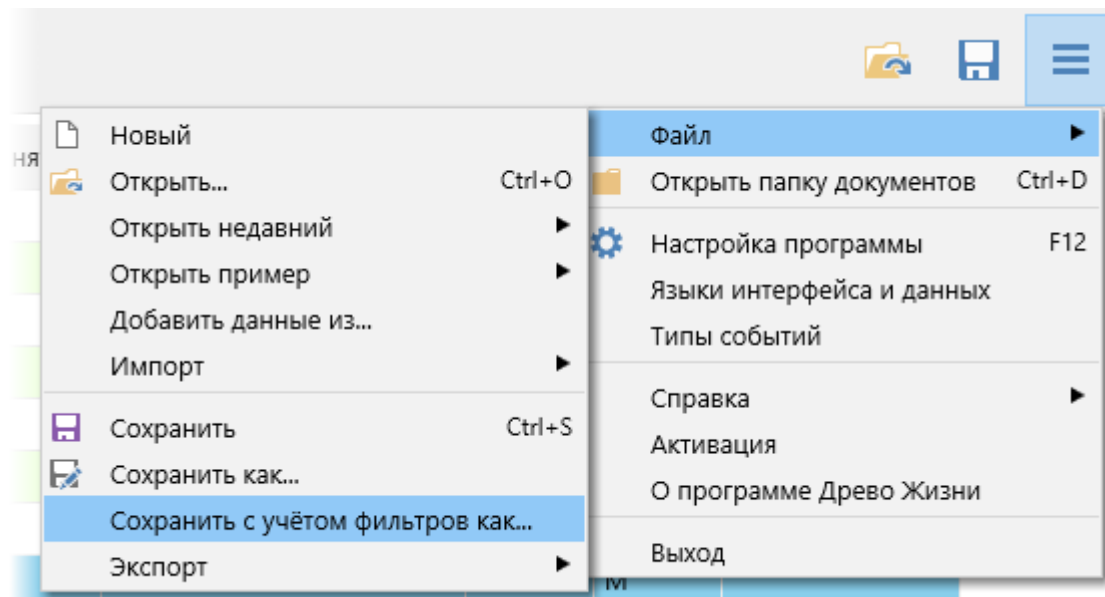 Новый
Открыть... Ctrl+O
Открыть недавний
Открыть пример
Добавить данные из...
Импорт
Сохранить Ctrl+S
Сохранить как...
Сохранить с учётом фильтров как...
Экспорт
Файл
Открыть папку документов Ctrl+D
Настройка программы F12
Языки интерфейса и данных
Типы событий
Справка
Активация
О программе Древо Жизни
Выход